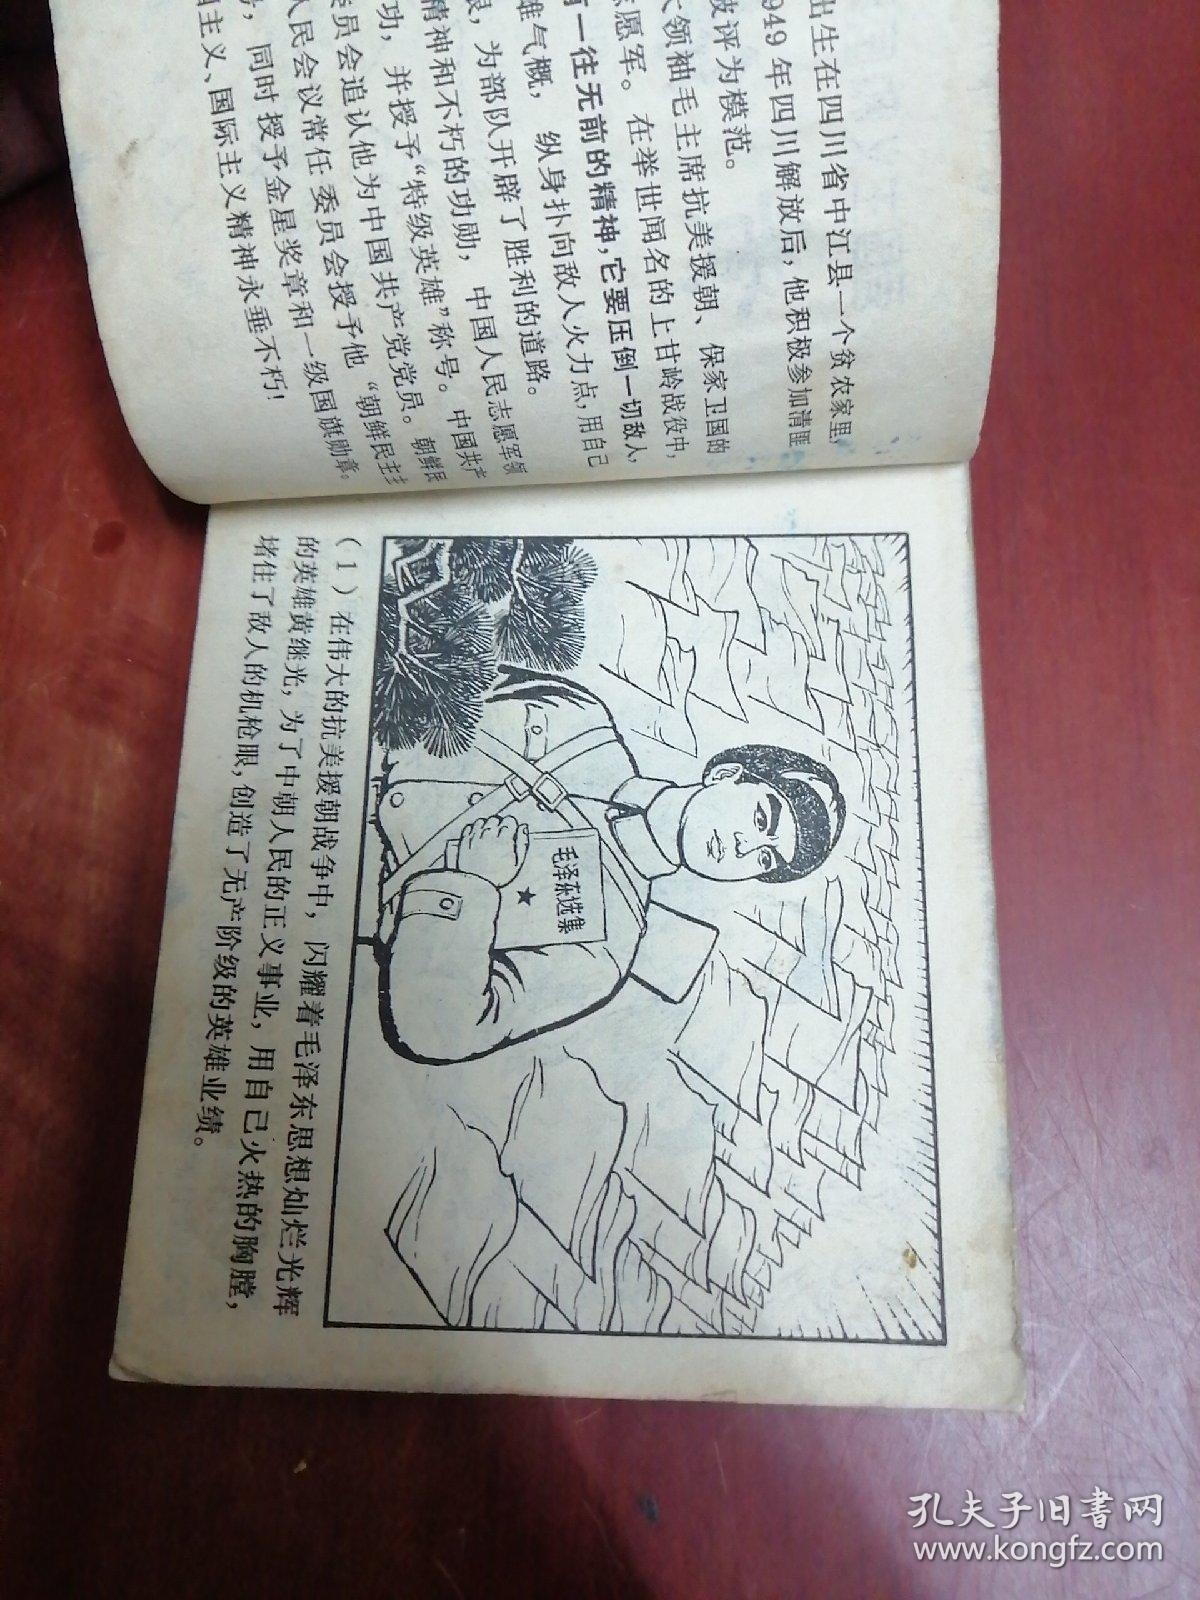 出生在四川省中江县一个贫农家里，
949年四川解放后，他积极参加清匪
被评为模范。
大领袖毛主席抗美援朝、保家卫国的
志愿军。在举世闻名的上甘岭战役中，
有一往无前的精神，它要压倒一切敌人，
雄气概，纵身扑向敌人火力点，用自己
眼，为部队开辟了胜利的道路。
精神和不朽的功勋，中国人民志愿军领
功，并授予“特级英雄”称号。中国共产
委员会追认他为中国共产党党员。朝鲜民
人民会议常任委员会授予他“朝鲜民主主
号，同时授予金星奖章和一级国旗勋章。
国主义、国际主义精神永垂不朽！
毛泽东选集
（1）在伟大的抗美援朝战争中，闪耀着毛泽东思想灿烂光辉
的英雄黄继光，为了中朝人民的正义事业，用自己火热的胸膛，
堵住了敌人的机枪眼，创造了无产阶级的英雄业绩。
孔夫子旧书网
www.kongfz.com